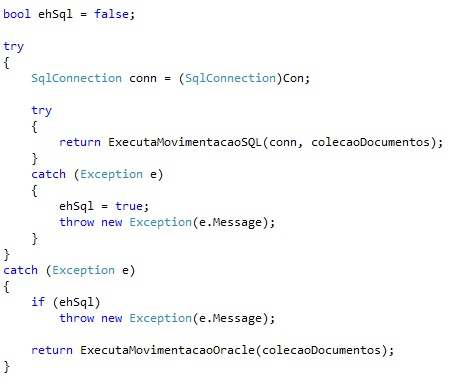 bool ehSql = false;
try
{
SqlConnection conn = (SqlConnection)Con;
try
{
return ExecutaMovimentacaoSQL(conn, colecaoDocumentos);
}
catch (Exception e)
{
ehSql = true;
throw new Exception(e.Message);
}
}
catch (Exception e)
{
if (ehSql)
throw new Exception(e.Message);
return ExecutaMovimentacaoOracle(colecaoDocumentos);
}